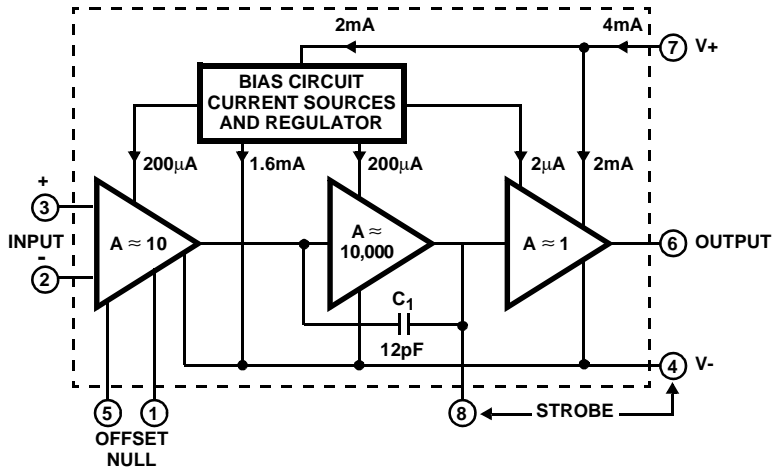 2mA
4mA
7
V+
BIAS CIRCUIT
CURRENT SOURCES
AND REGULATOR
200µA
1.6mA
200µA
2µA
2mA
+
3
INPUT
-
2
A ≈ 10
A ≈
10,000
A ≈ 1
6
OUTPUT
C1
12pF
4
V-
5
1
8
STROBE
OFFSET
NULL